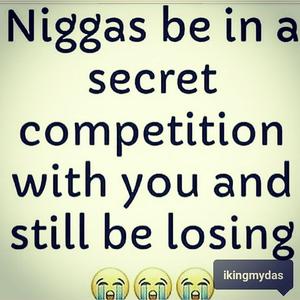 Niggas be in a
secret
competition
with you and
still be losing
😭😭😭
ikingmydas